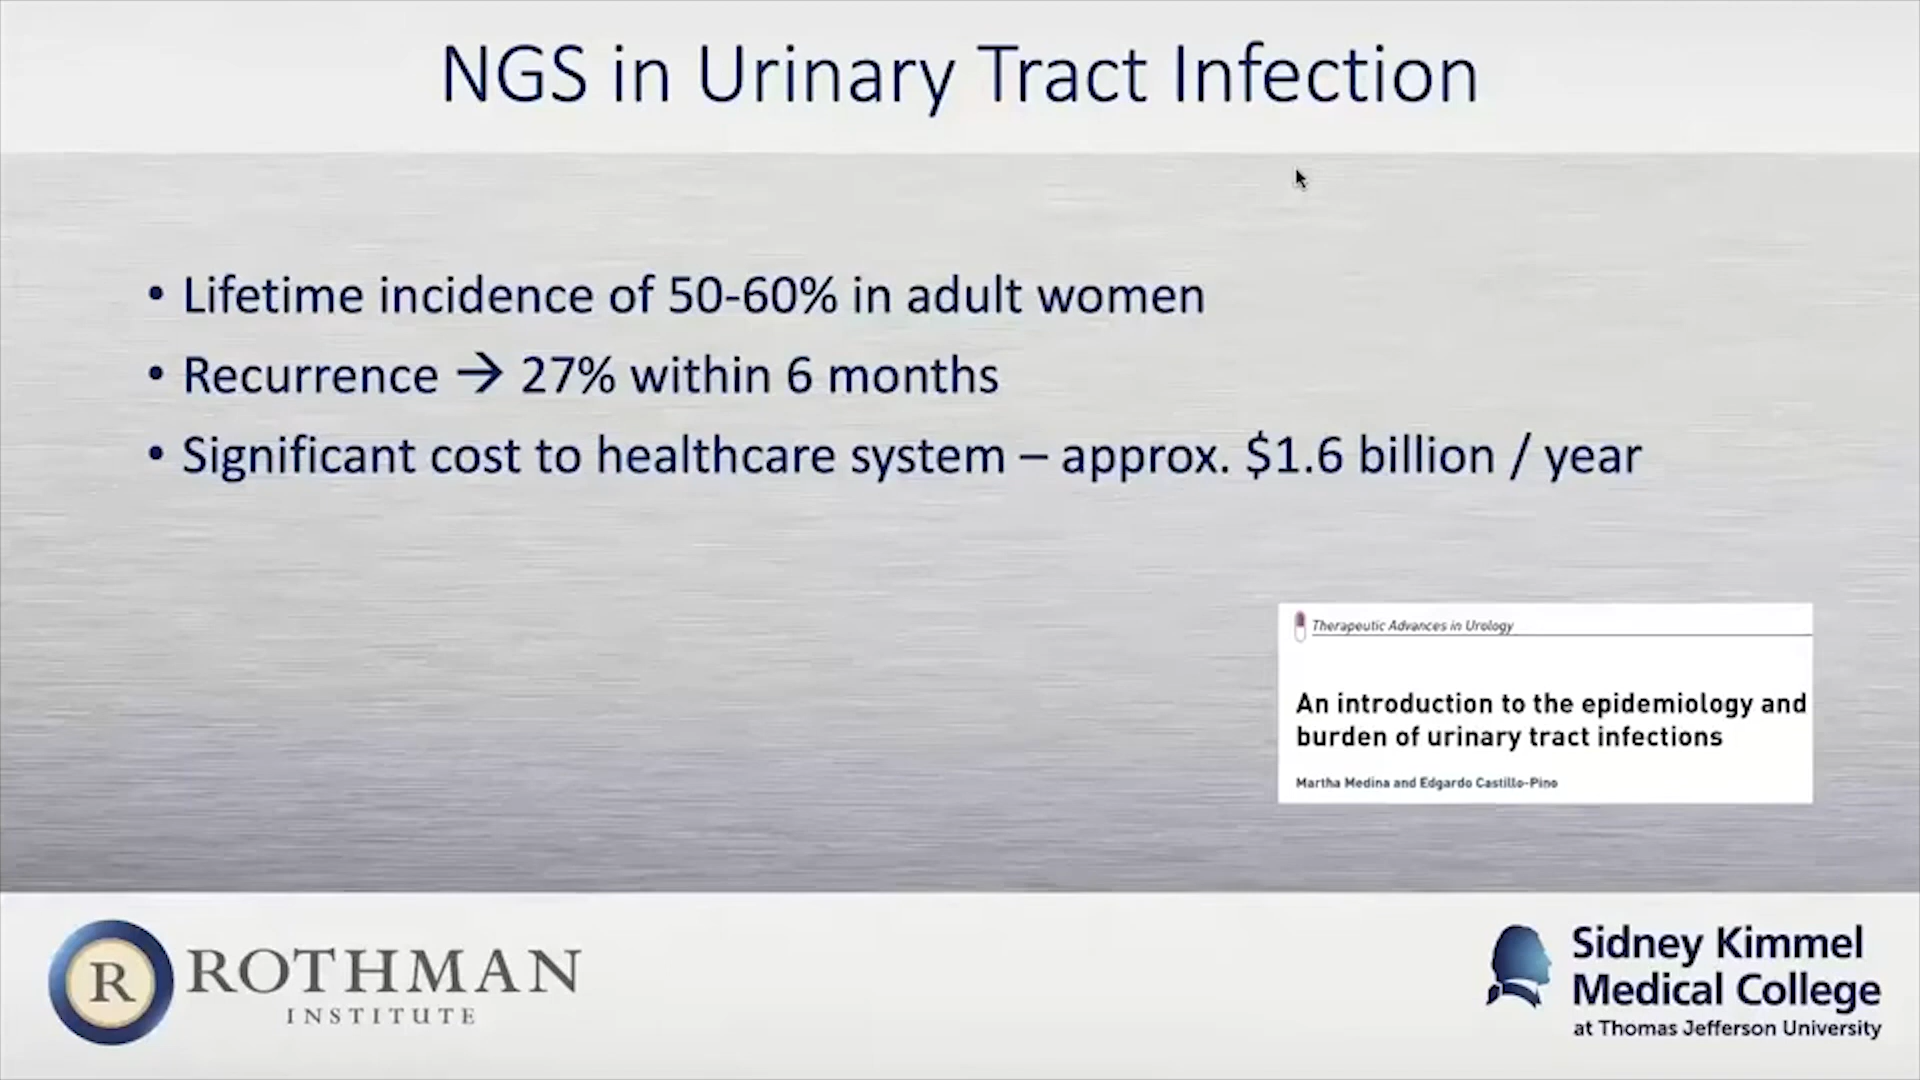 NGS in Urinary Tract Infection
• Lifetime incidence of 50-60% in adult women
• Recurrence → 27% within 6 months
• Significant cost to healthcare system – approx. $1.6 billion / year
Therapeutic Advances in Urology
An introduction to the epidemiology and
burden of urinary tract infections
Martha Medina and Edgardo Castillo-Pino
R
ROTHMAN
INSTITUTE
Sidney Kimmel
Medical College
at Thomas Jefferson University